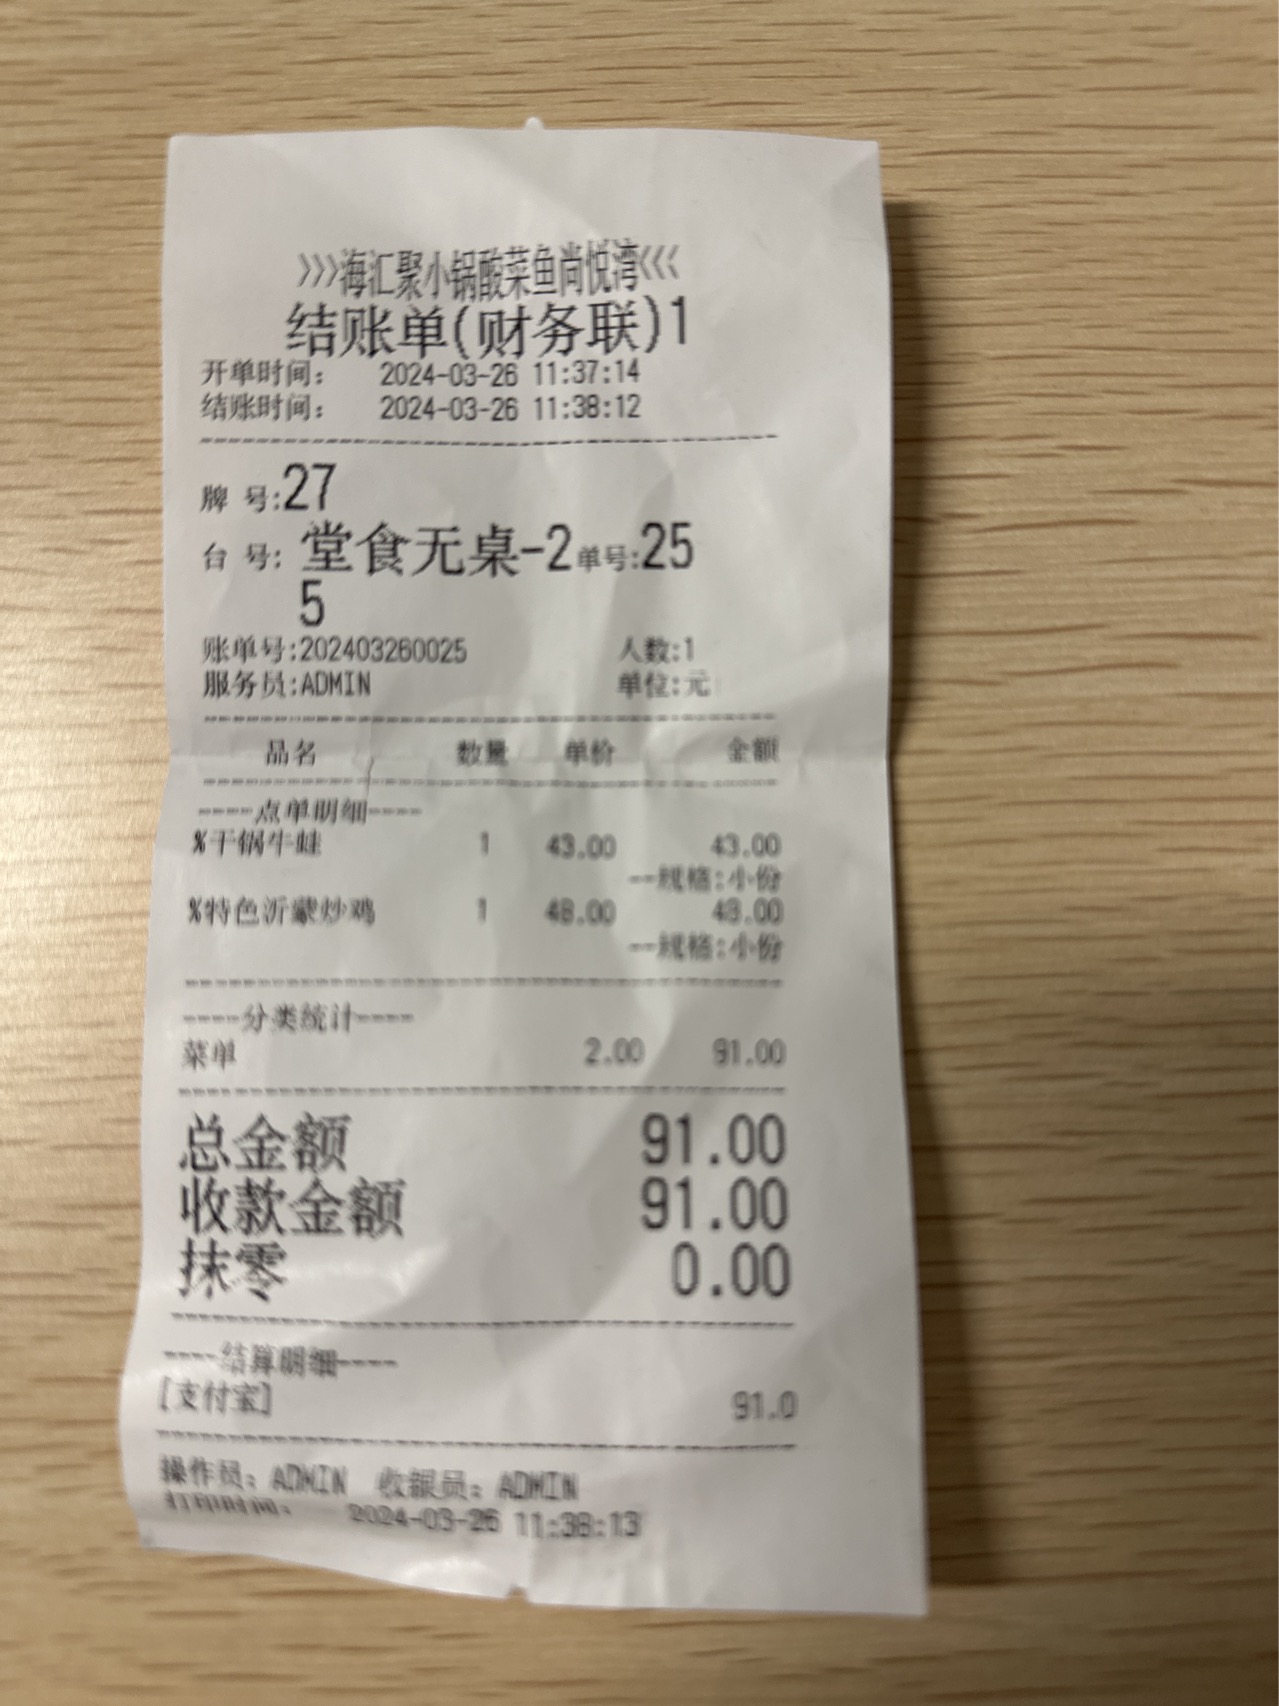 >>>海汇聚小锅酸菜鱼尚悦湾<<<
结账单(财务联)1
开单时间： 2024-03-26 11:37:14
结账时间： 2024-03-26 11:38:12
牌 号:27
台 号: 堂食无桌-2 单号:25
5
账单号:202403260025 人数:1
服务员:ADMIN 单位:元
品名 数量 单价 金额
----点单明细----
%干锅牛蛙 1 43.00 43.00
--规格:小份
%特色沂蒙炒鸡 1 48.00 48.00
--规格:小份
----分类统计----
菜单 2.00 91.00
总金额 91.00
收款金额 91.00
抹零 0.00
----结算明细----
[支付宝] 91.0
操作员：ADMIN 收银员：ADMIN
打印时间： 2024-03-26 11:38:13